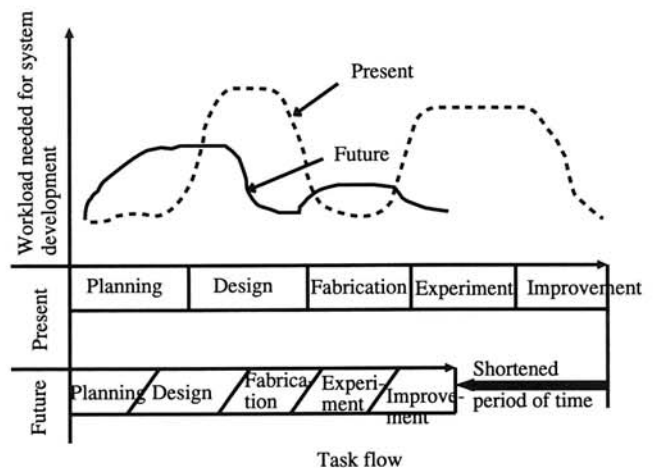 Workload needed for system
development
Present
Future
Present
Planning
Design
Fabrication
Experiment
Improvement
Future
Planning
Design
Fabrica-
tion
Experi-
ment
Improve-
ment
Shortened
period of time
Task flow